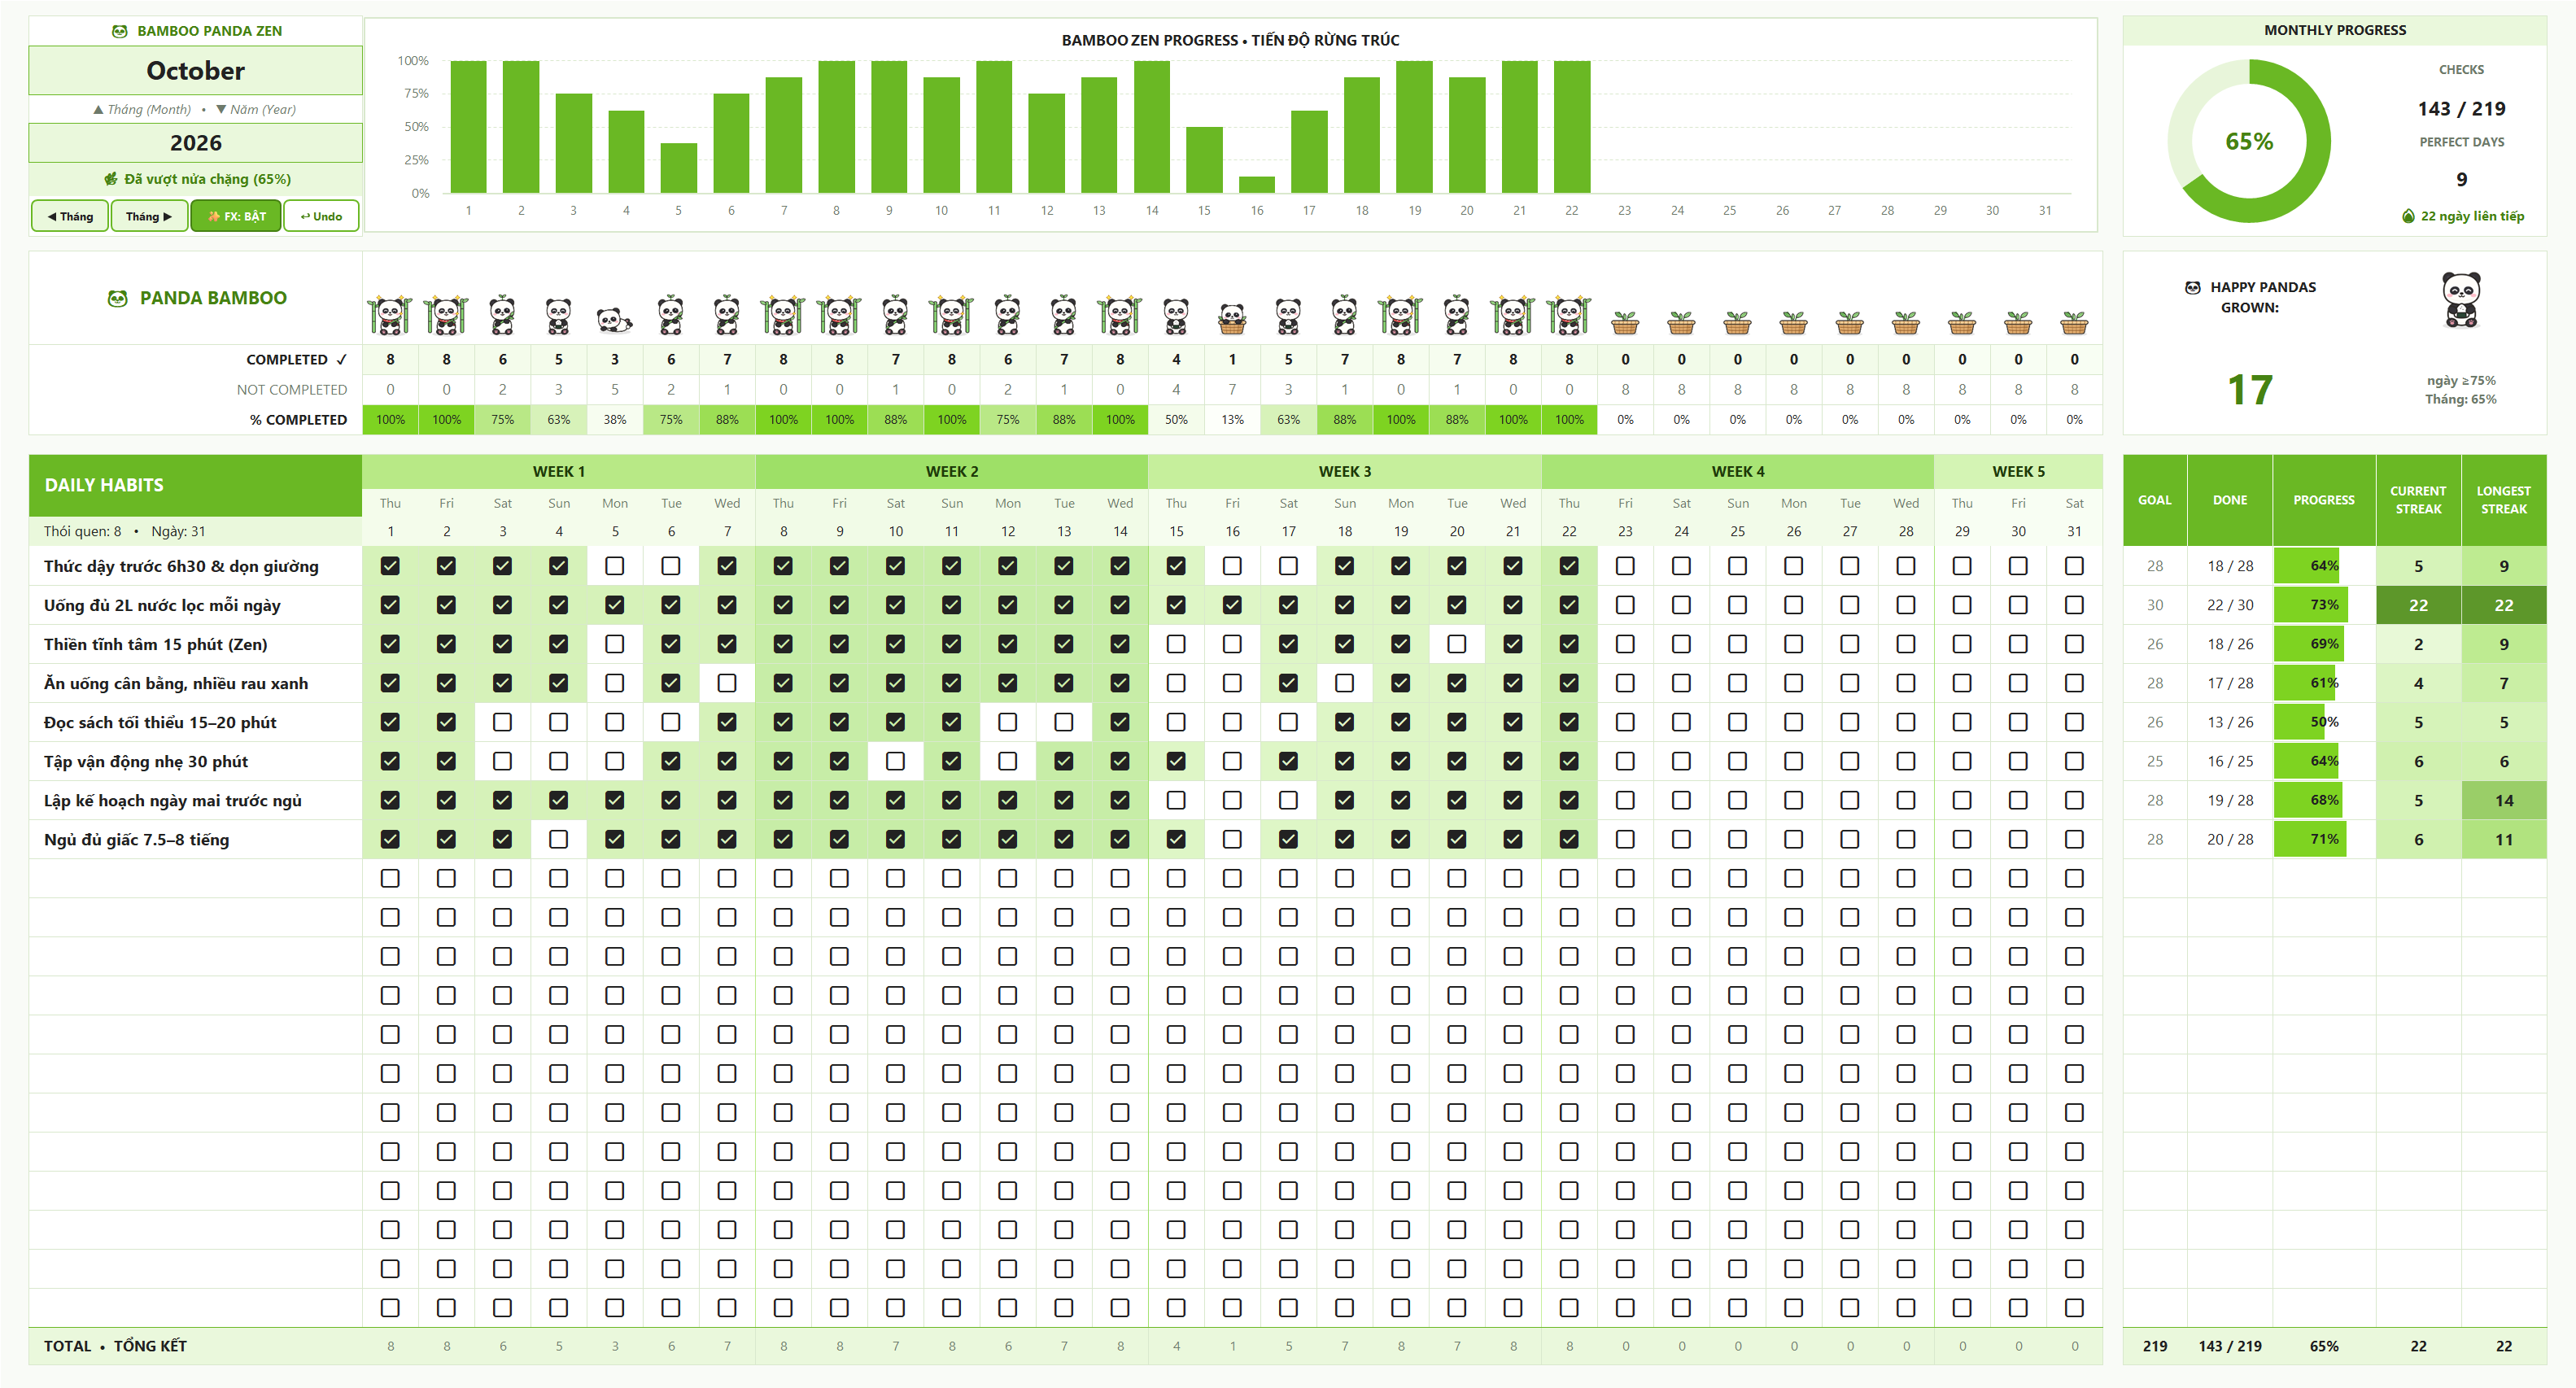 BAMBOO PANDA ZEN
October
▲ Tháng (Month) • ▼ Năm (Year)
2026
Đã vượt nửa chặng (65%)
◀ Tháng Tháng ▶ FX: BẬT ↩ Undo
BAMBOO ZEN PROGRESS • TIẾN ĐỘ RỪNG TRÚC
100%
75%
50%
25%
0%
1 2 3 4 5 6 7 8 9 10 11 12 13 14 15 16 17 18 19 20 21 22 23 24 25 26 27 28 29 30 31
MONTHLY PROGRESS
65%
CHECKS
143 / 219
PERFECT DAYS
9
22 ngày liên tiếp
PANDA BAMBOO
COMPLETED ✓ 8 8 6 5 3 6 7 8 8 7 8 6 7 8 4 1 5 7 8 7 8 8 0 0 0 0 0 0 0 0 0
NOT COMPLETED 0 0 2 3 5 2 1 0 0 1 0 2 1 0 4 7 3 1 0 1 0 0 8 8 8 8 8 8 8 8 8
% COMPLETED 100% 100% 75% 63% 38% 75% 88% 100% 100% 88% 100% 75% 88% 100% 50% 13% 63% 88% 100% 88% 100% 100% 0% 0% 0% 0% 0% 0% 0% 0% 0%
HAPPY PANDAS
GROWN:
17
ngày ≥75%
Tháng: 65%
DAILY HABITS WEEK 1 WEEK 2 WEEK 3 WEEK 4 WEEK 5
Thu Fri Sat Sun Mon Tue Wed Thu Fri Sat Sun Mon Tue Wed Thu Fri Sat Sun Mon Tue Wed Thu Fri Sat Sun Mon Tue Wed Thu Fri Sat
Thói quen: 8 • Ngày: 31 1 2 3 4 5 6 7 8 9 10 11 12 13 14 15 16 17 18 19 20 21 22 23 24 25 26 27 28 29 30 31
GOAL DONE PROGRESS CURRENT STREAK LONGEST STREAK
Thức dậy trước 6h30 & dọn giường 28 18 / 28 64% 5 9
Uống đủ 2L nước lọc mỗi ngày 30 22 / 30 73% 22 22
Thiền tĩnh tâm 15 phút (Zen) 26 18 / 26 69% 2 9
Ăn uống cân bằng, nhiều rau xanh 28 17 / 28 61% 4 7
Đọc sách tối thiểu 15–20 phút 26 13 / 26 50% 5 5
Tập vận động nhẹ 30 phút 25 16 / 25 64% 6 6
Lập kế hoạch ngày mai trước ngủ 28 19 / 28 68% 5 14
Ngủ đủ giấc 7.5–8 tiếng 28 20 / 28 71% 6 11
TOTAL • TỔNG KẾT 8 8 6 5 3 6 7 8 8 7 8 6 7 8 4 1 5 7 8 7 8 8 0 0 0 0 0 0 0 0 0 219 143 / 219 65% 22 22